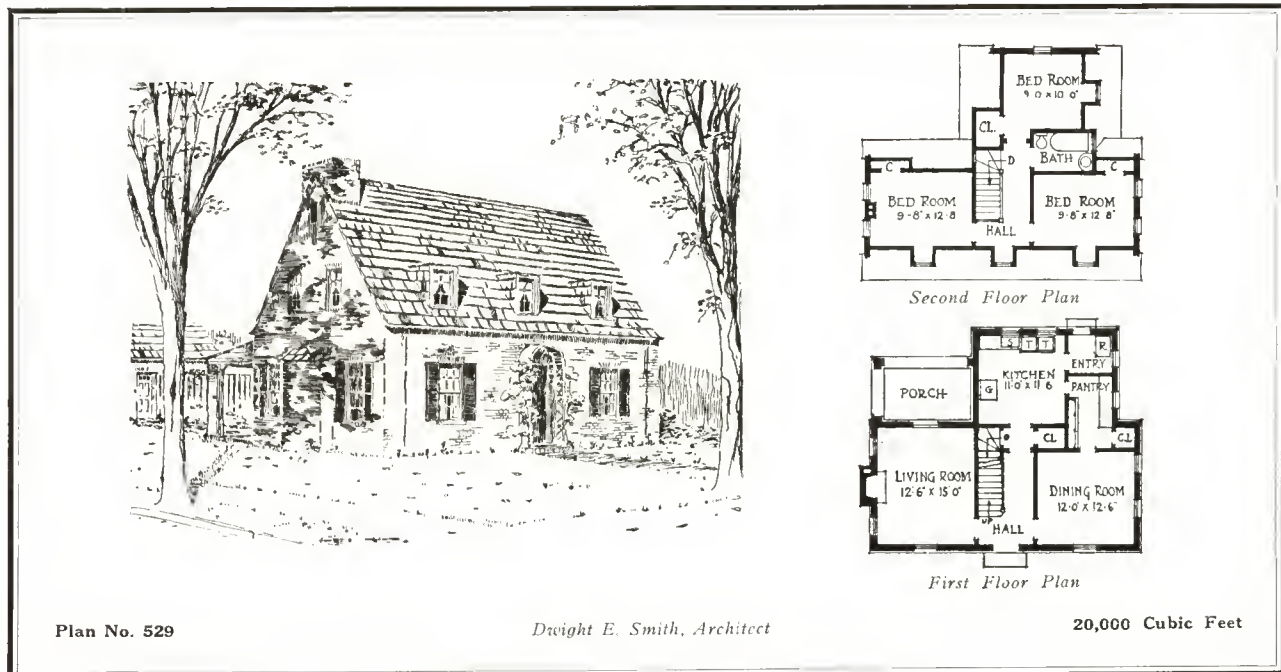 BED ROOM
9'-0" x 10'-0"
CL.
D
BATH
C
C
BED ROOM
9'-8" x 12'-8
BED ROOM
9'-8" x 12'-8"
HALL
Second Floor Plan
S
T
T
R
ENTRY
KITCHEN
11'-0" x 11'-6
PANTRY
G
PORCH
CL
CL
LIVING ROOM
12'-6" x 15'-0"
DINING ROOM
12'-0" x 12'-6"
UP
HALL
First Floor Plan
Plan No. 529
Dwight E. Smith, Architect
20,000 Cubic Feet